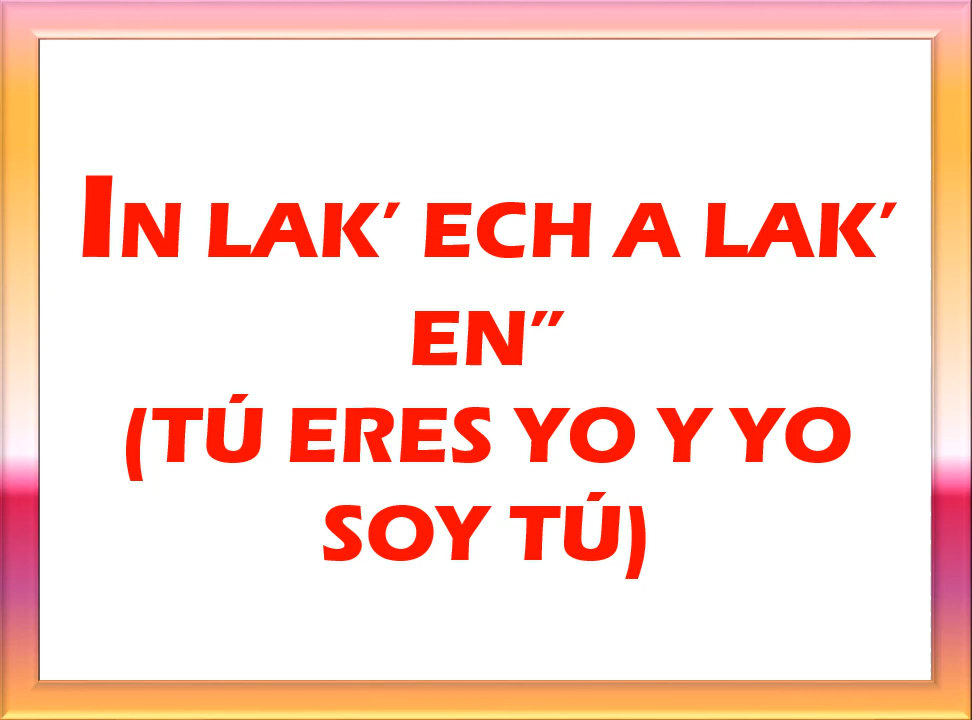 IN LAK’ ECH A LAK’
EN”
(TÚ ERES YO Y YO
SOY TÚ)